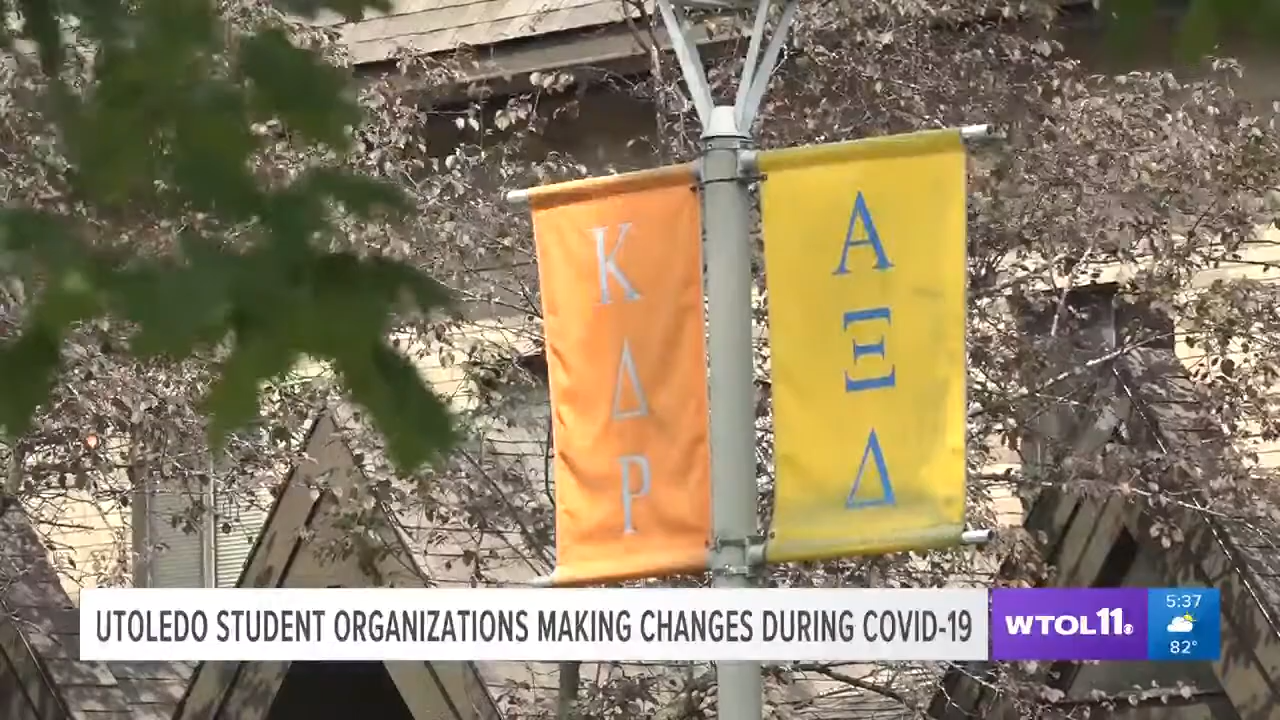 Κ
Δ
Ρ
Α
Ξ
Δ
UTOLEDO STUDENT ORGANIZATIONS MAKING CHANGES DURING COVID-19
WTOL11
5:37
82°